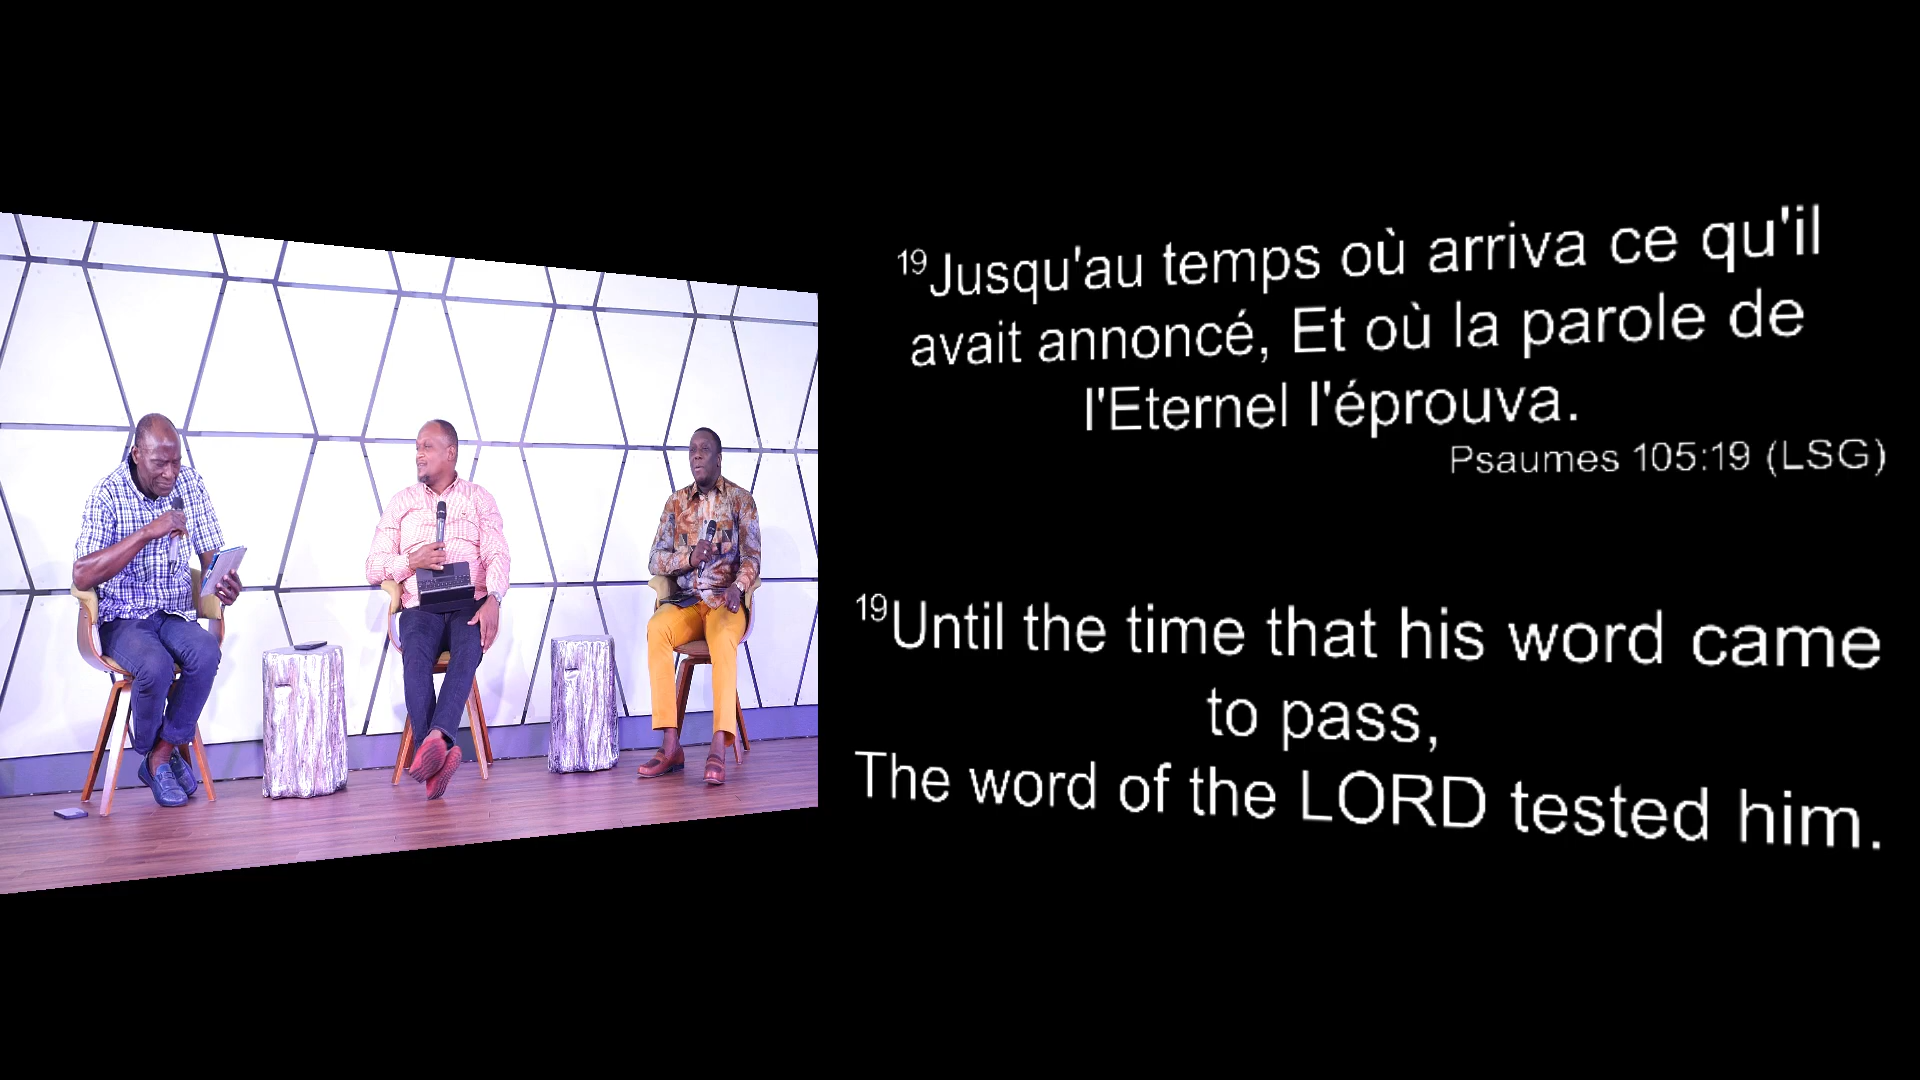 19Jusqu'au temps où arriva ce qu'il
avait annoncé, Et où la parole de
l'Eternel l'éprouva.
Psaumes 105:19 (LSG)
19Until the time that his word came
to pass,
The word of the LORD tested him.